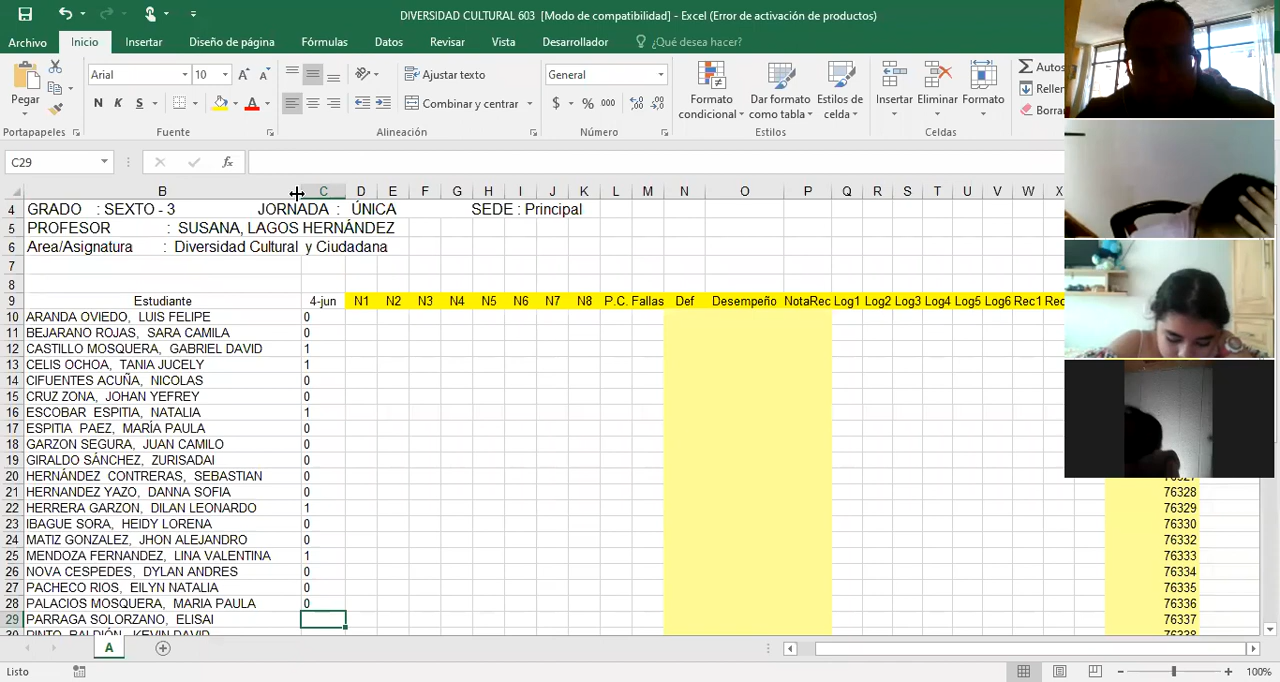 DIVERSIDAD CULTURAL 603 [Modo de compatibilidad] - Excel (Error de activación de productos)
Archivo Inicio Insertar Diseño de página Fórmulas Datos Revisar Vista Desarrollador ¿Qué desea hacer?
Arial 10 Ajustar texto General Autos
Pegar N K S Combinar y centrar $ % 000 Formato condicional Dar formato como tabla Estilos de celda Insertar Eliminar Formato Rellen
Borra
Portapapeles Fuente Alineación Número Estilos Celdas
C29 fx
B C D E F G H I J K L M N O P Q R S T U V W X
4 GRADO : SEXTO - 3 JORNADA : ÚNICA SEDE : Principal
5 PROFESOR : SUSANA, LAGOS HERNÁNDEZ
6 Area/Asignatura : Diversidad Cultural y Ciudadana
7
8
9 Estudiante 4-jun N1 N2 N3 N4 N5 N6 N7 N8 P.C. Fallas Def Desempeño NotaRec Log1 Log2 Log3 Log4 Log5 Log6 Rec1 Rec
10 ARANDA OVIEDO, LUIS FELIPE 0
11 BEJARANO ROJAS, SARA CAMILA 0
12 CASTILLO MOSQUERA, GABRIEL DAVID 1
13 CELIS OCHOA, TANIA JUCELY 1
14 CIFUENTES ACUÑA, NICOLAS 0
15 CRUZ ZONA, JOHAN YEFREY 0
16 ESCOBAR ESPITIA, NATALIA 1
17 ESPITIA PAEZ, MARÍA PAULA 0
18 GARZON SEGURA, JUAN CAMILO 0
19 GIRALDO SÁNCHEZ, ZURISADAI 0
20 HERNÁNDEZ CONTRERAS, SEBASTIAN 0 76327
21 HERNANDEZ YAZO, DANNA SOFIA 0 76328
22 HERRERA GARZON, DILAN LEONARDO 1 76329
23 IBAGUE SORA, HEIDY LORENA 0 76330
24 MATIZ GONZALEZ, JHON ALEJANDRO 0 76332
25 MENDOZA FERNANDEZ, LINA VALENTINA 1 76333
26 NOVA CESPEDES, DYLAN ANDRES 0 76334
27 PACHECO RIOS, EILYN NATALIA 0 76335
28 PALACIOS MOSQUERA, MARIA PAULA 0 76336
29 PARRAGA SOLORZANO, ELISAI 76337
30 PINTO BALDIÓN, KEVIN DAVID 76338
A
Listo 100%